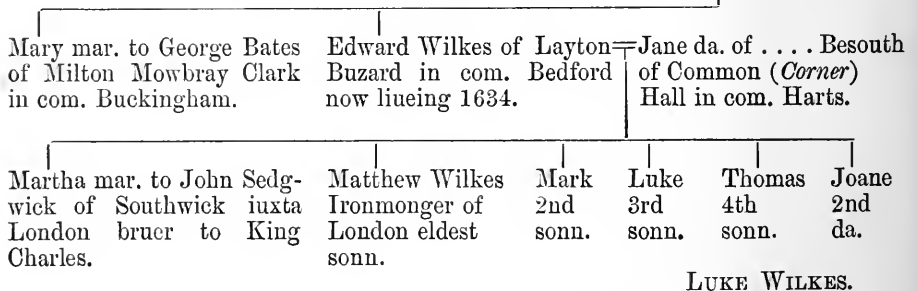 Mary mar. to George Bates
of Milton Mowbray Clark
in com. Buckingham.
Edward Wilkes of Layton
Buzard in com. Bedford
now liueing 1634.
Jane da. of .... Besouth
of Common (Corner)
Hall in com. Harts.
Martha mar. to John Sedg-
wick of Southwick iuxta
London bruer to King
Charles.
Matthew Wilkes
Ironmonger of
London eldest
sonn.
Mark
2nd
sonn.
Luke
3rd
sonn.
Thomas
4th
sonn.
Joane
2nd
da.
LUKE WILKES.